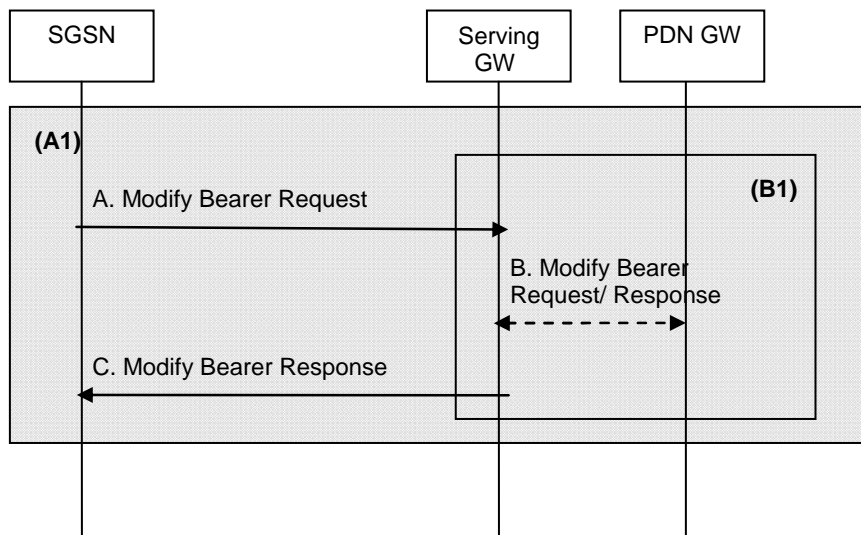 SGSN
Serving
GW
PDN GW
(A1)
(B1)
A. Modify Bearer Request
B. Modify Bearer
Request/ Response
C. Modify Bearer Response